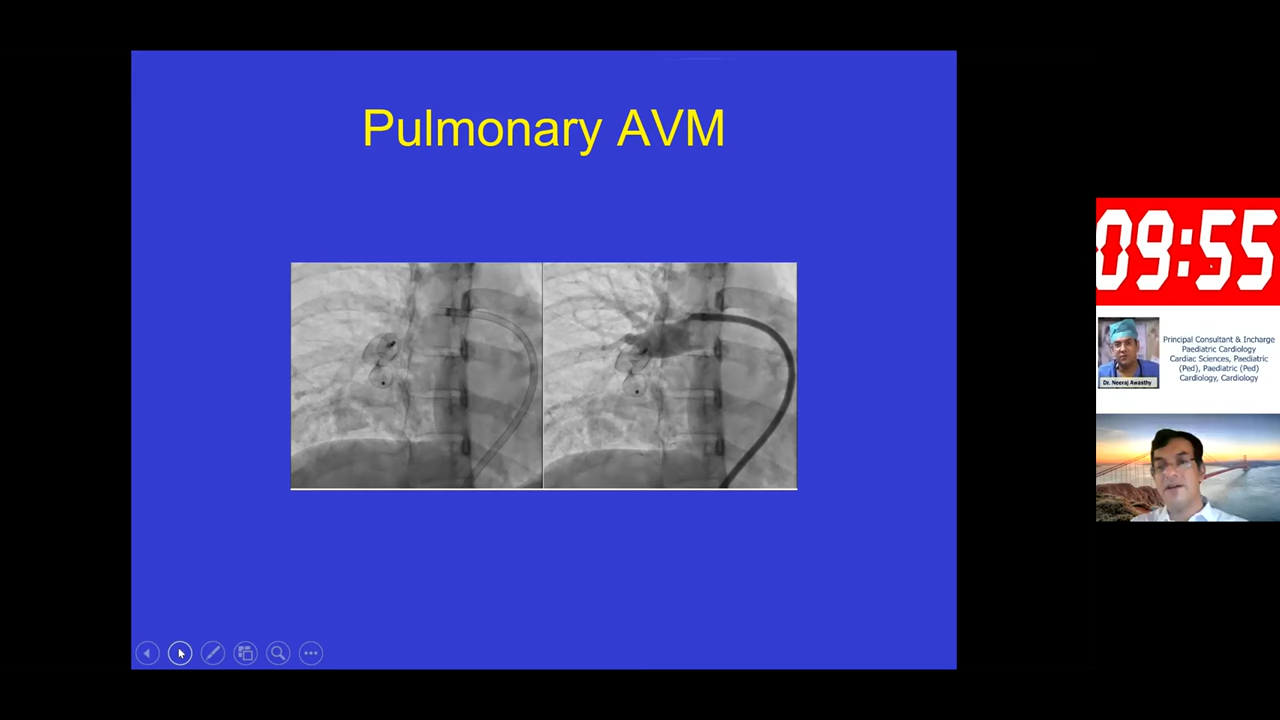 Pulmonary AVM
09:55
Principal Consultant & Incharge
Paediatric Cardiology
Cardiac Sciences, Paediatric
(Ped), Paediatric (Ped)
Cardiology, Cardiology
Dr. Neeraj Awasthy